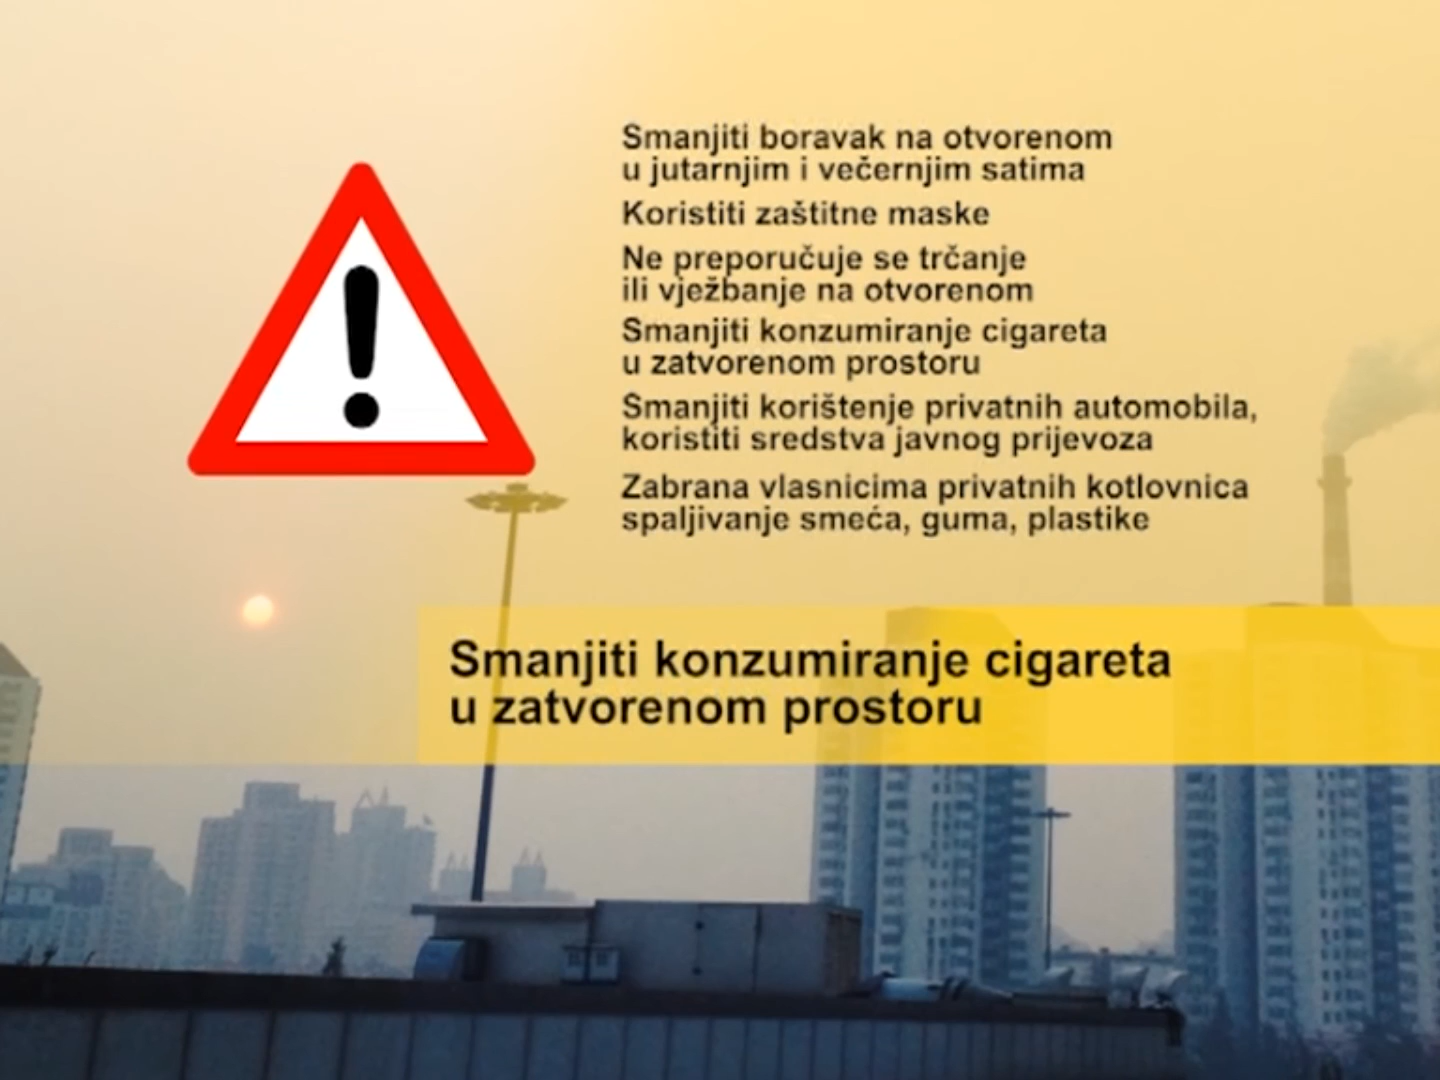 Smanjiti boravak na otvorenom
u jutarnjim i večernjim satima
Koristiti zaštitne maske
Ne preporučuje se trčanje
ili vježbanje na otvorenom
Smanjiti konzumiranje cigareta
u zatvorenom prostoru
Smanjiti korištenje privatnih automobila,
koristiti sredstva javnog prijevoza
Zabrana vlasnicima privatnih kotlovnica
spaljivanje smeća, guma, plastike
Smanjiti konzumiranje cigareta
u zatvorenom prostoru